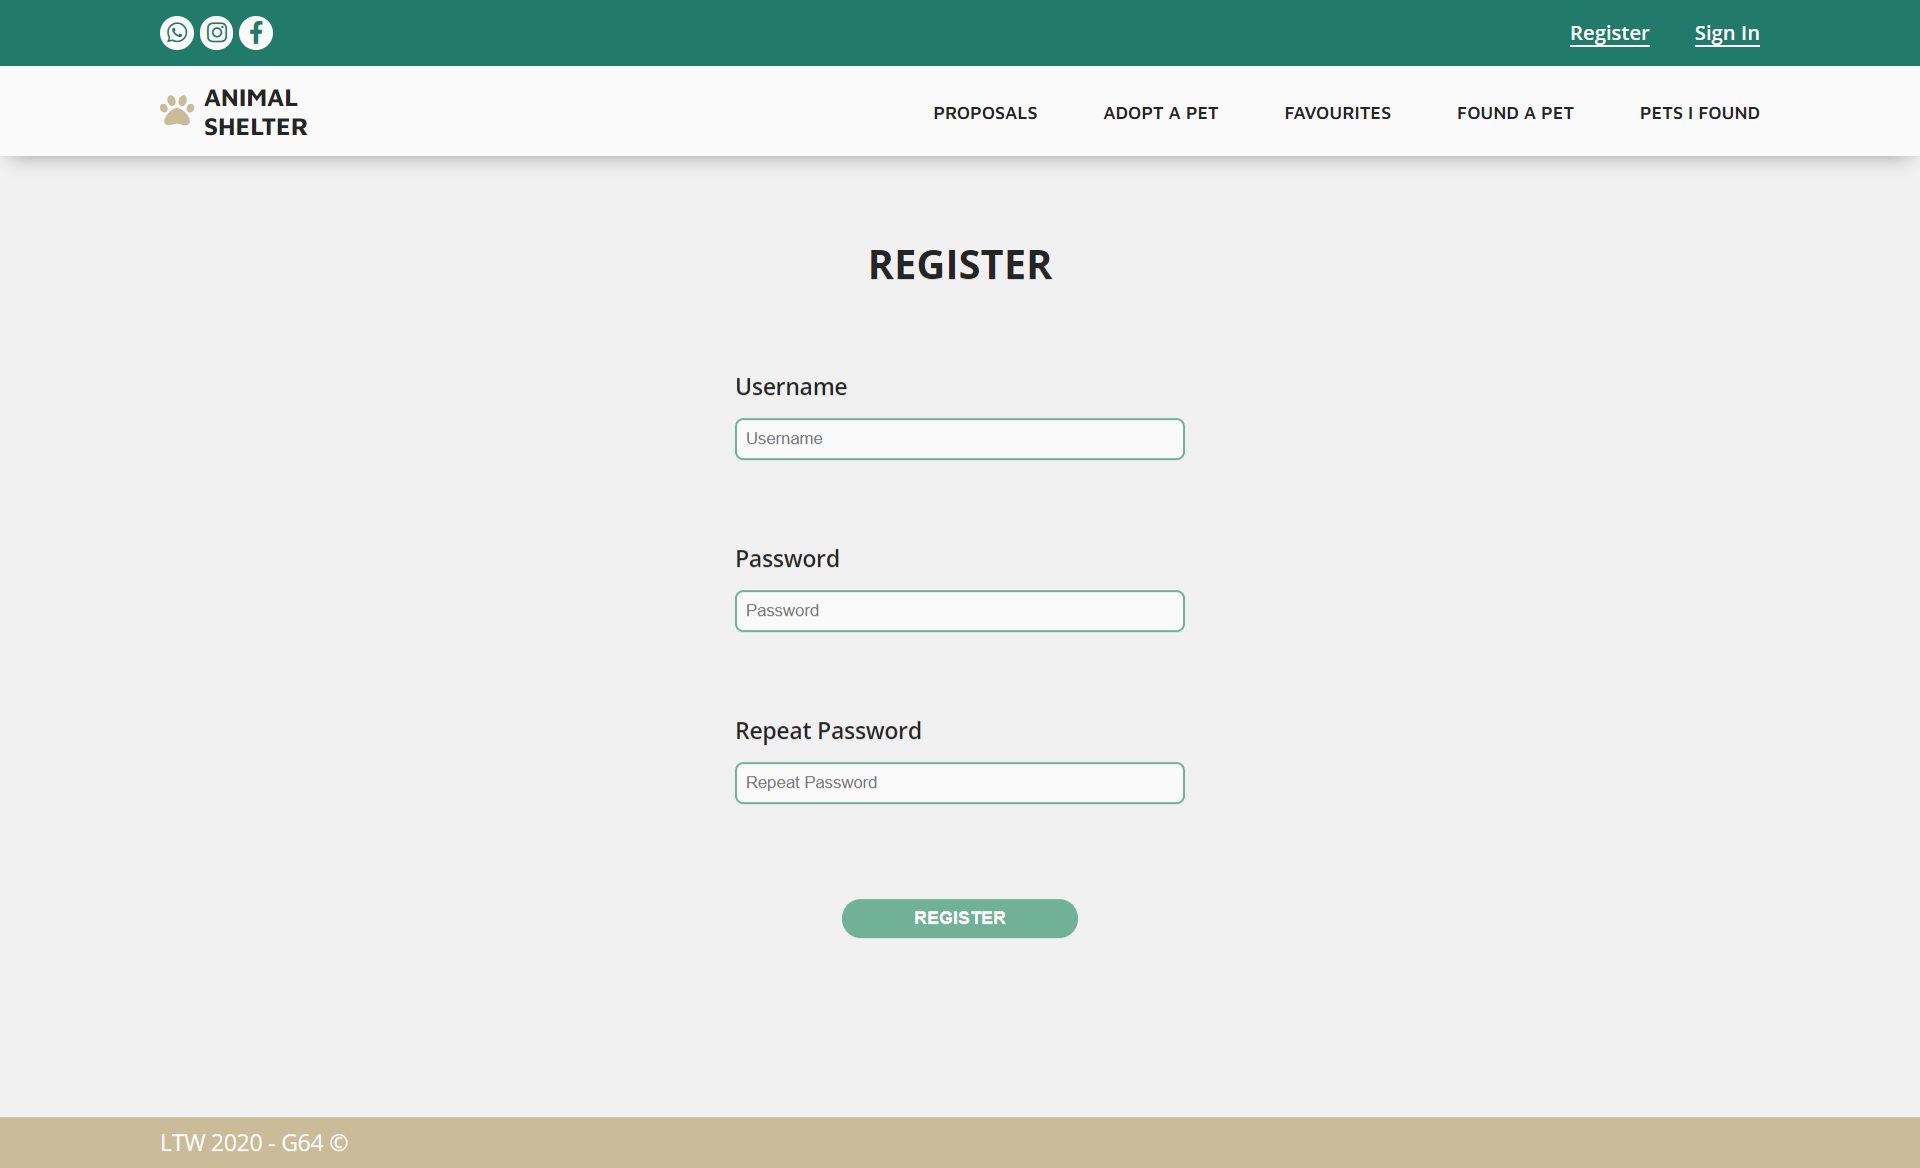 Register
Sign In
ANIMAL
SHELTER
PROPOSALS
ADOPT A PET
FAVOURITES
FOUND A PET
PETS I FOUND
REGISTER
Username
Username
Password
Password
Repeat Password
Repeat Password
REGISTER
LTW 2020 - G64 ©